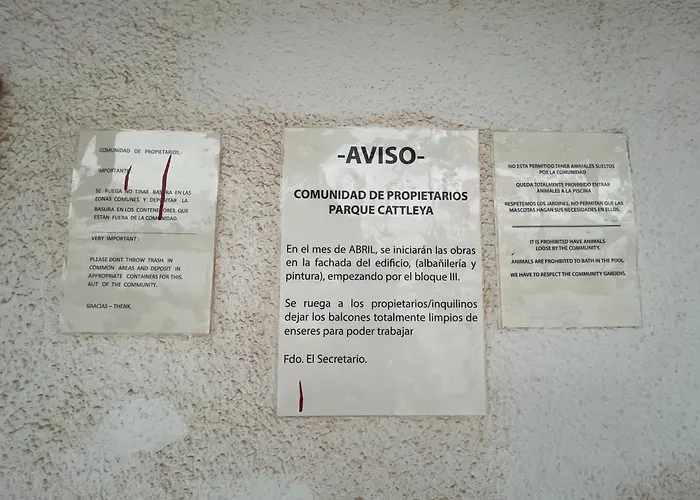 COMUNIDAD DE PROPIETARIOS.-
IMPORTANTE
SE RUEGA NO TIRAR BASURA EN LAS
ZONAS COMUNES Y DEPOSITAR LA
BASURA EN LOS CONTENEDORES QUE
ESTAN FUERA DE LA COMUNIDAD.
VERY IMPORTANT:
PLEASE DONT THROW TRASH IN
COMMON AREAS AND DEPOSIT IN
APPROPRIATE CONTAINERS FOR THIS,
AUT OF THE COMMUNITY.
GRACIAS – THENK.
-AVISO-
COMUNIDAD DE PROPIETARIOS
PARQUE CATTLEYA
En el mes de ABRIL, se iniciarán las obras
en la fachada del edificio, (albañilería y
pintura), empezando por el bloque III.
Se ruega a los propietarios/inquilinos
dejar los balcones totalmente limpios de
enseres para poder trabajar
Fdo. El Secretario.
NO ESTA PERMITIDO TENER ANIMALES SUELTOS
POR LA COMUNIDAD
QUEDA TOTALMENTE PROHIBIDO ENTRAR
ANIMALES A LA PISCINA
RESPETEMOS LOS JARDINES, NO PERMITAN QUE LAS
MASCOTAS HAGAN SUS NECESIDADES EN ELLOS.
IT IS PROHIBITED HAVE ANIMALS
LOOSE BY THE COMMUNITY.
ANIMALS ARE PROHIBITED TO BATH IN THE POOL.
WE HAVE TO RESPECT THE COMMUNITY GARDENS.